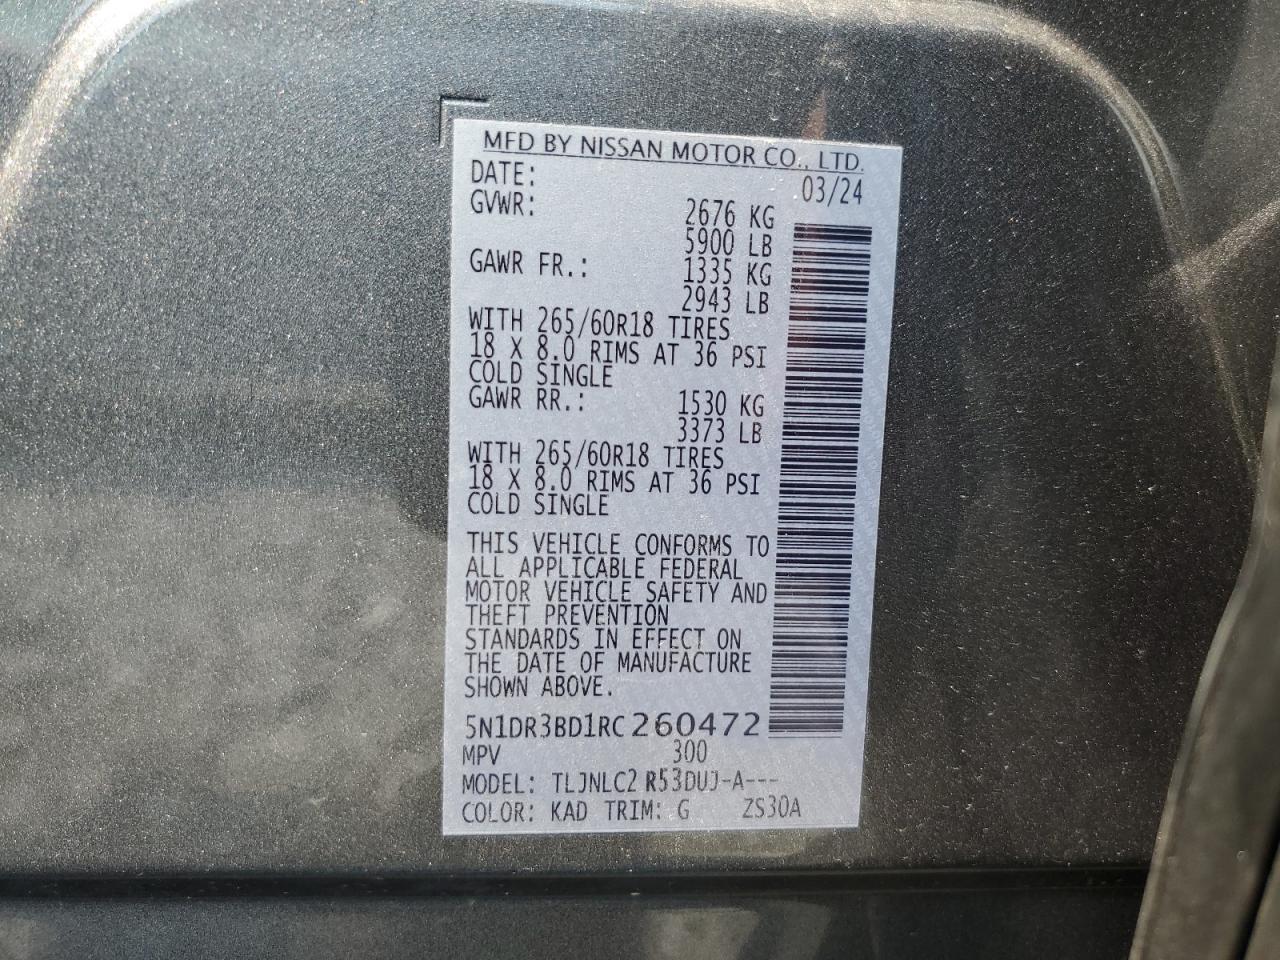 MFD BY NISSAN MOTOR CO., LTD.
DATE: 03/24
GVWR: 2676 KG
5900 LB
GAWR FR.: 1335 KG
2943 LB
WITH 265/60R18 TIRES
18 X 8.0 RIMS AT 36 PSI
COLD SINGLE
GAWR RR.: 1530 KG
3373 LB
WITH 265/60R18 TIRES
18 X 8.0 RIMS AT 36 PSI
COLD SINGLE
THIS VEHICLE CONFORMS TO
ALL APPLICABLE FEDERAL
MOTOR VEHICLE SAFETY AND
THEFT PREVENTION
STANDARDS IN EFFECT ON
THE DATE OF MANUFACTURE
SHOWN ABOVE.
5N1DR3BD1RC260472
MPV 300
MODEL: TLJNLC2 R53DUJ-A---
COLOR: KAD TRIM: G ZS30A